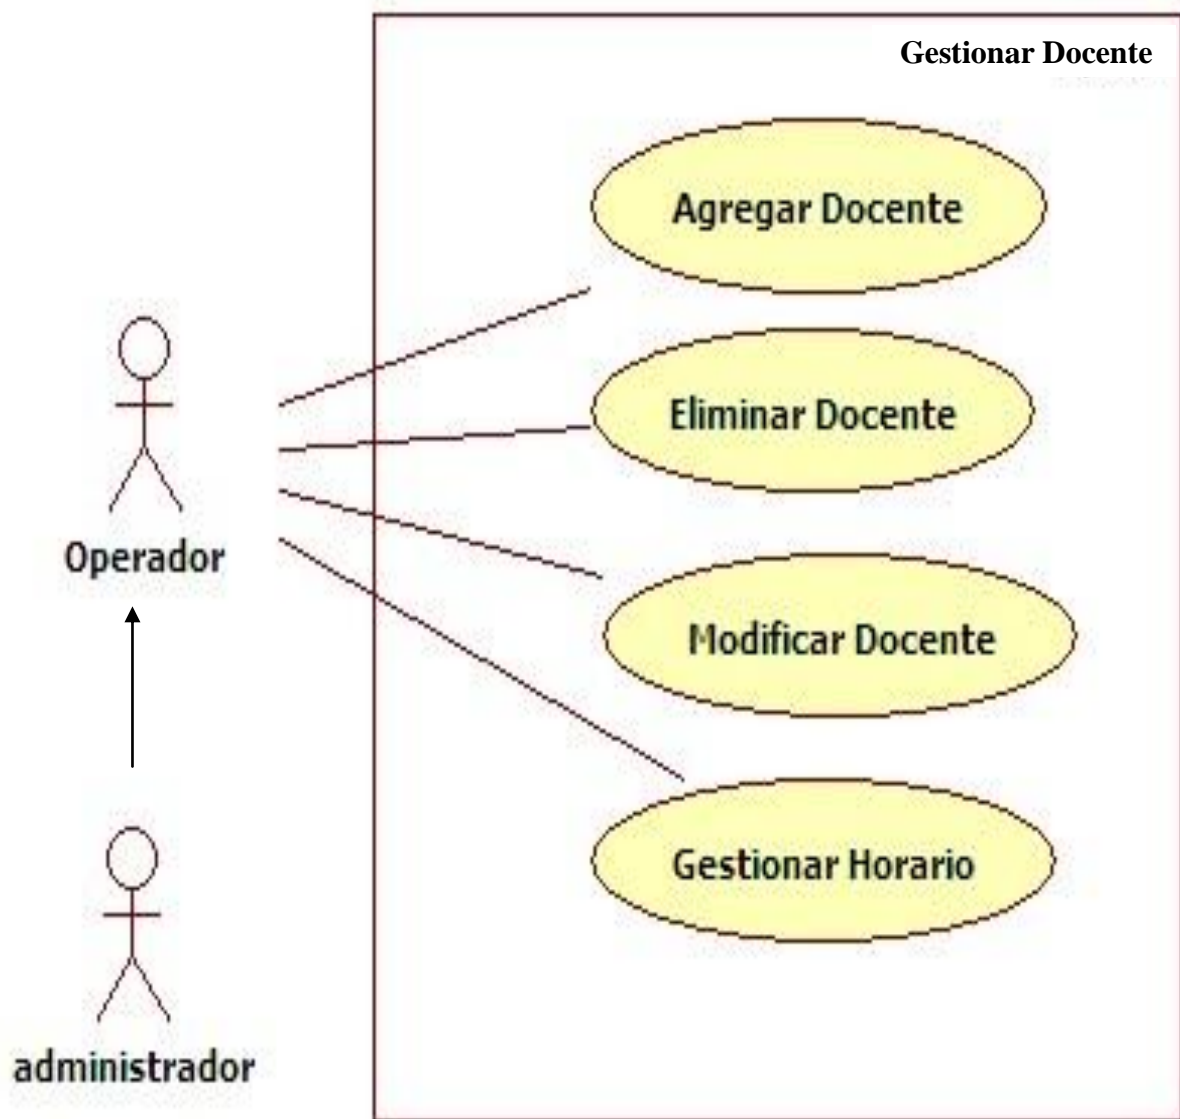 Gestionar Docente
Agregar Docente
Eliminar Docente
Operador
Modificar Docente
Gestionar Horario
administrador